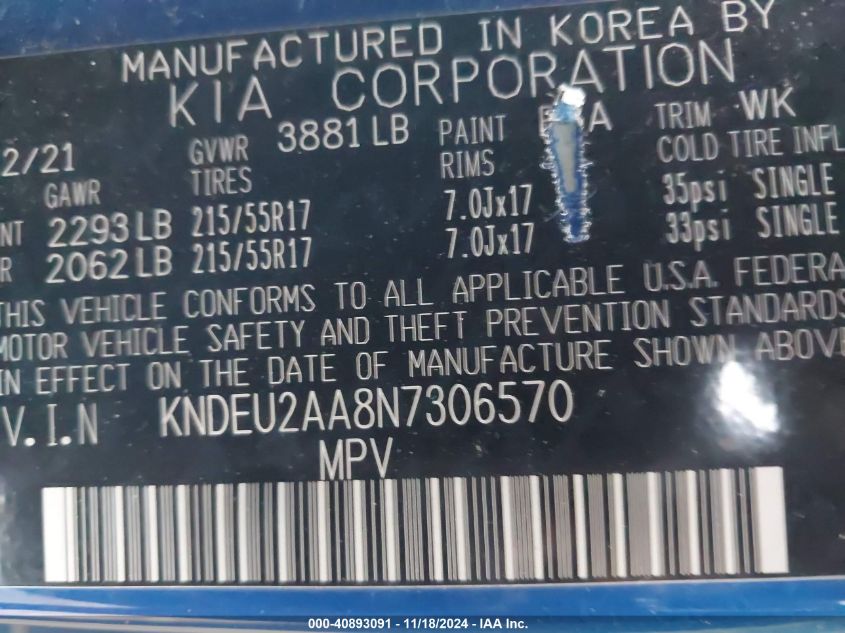 MANUFACTURED IN KOREA BY
KIA CORPORATION
2/21 GVWR 3881 LB PAINT TRIM WK
GAWR TIRES RIMS COLD TIRE INFL
NT 2293 LB 215/55R17 7.0Jx17 35psi SINGLE
R 2062 LB 215/55R17 7.0Jx17 33psi SINGLE
THIS VEHICLE CONFORMS TO ALL APPLICABLE U.S.A. FEDERA
MOTOR VEHICLE SAFETY AND THEFT PREVENTION STANDARDS
IN EFFECT ON THE DATE OF MANUFACTURE SHOWN ABOVE
V.I.N KNDEU2AA8N7306570
MPV
000-40893091 - 11/18/2024 - IAA Inc.